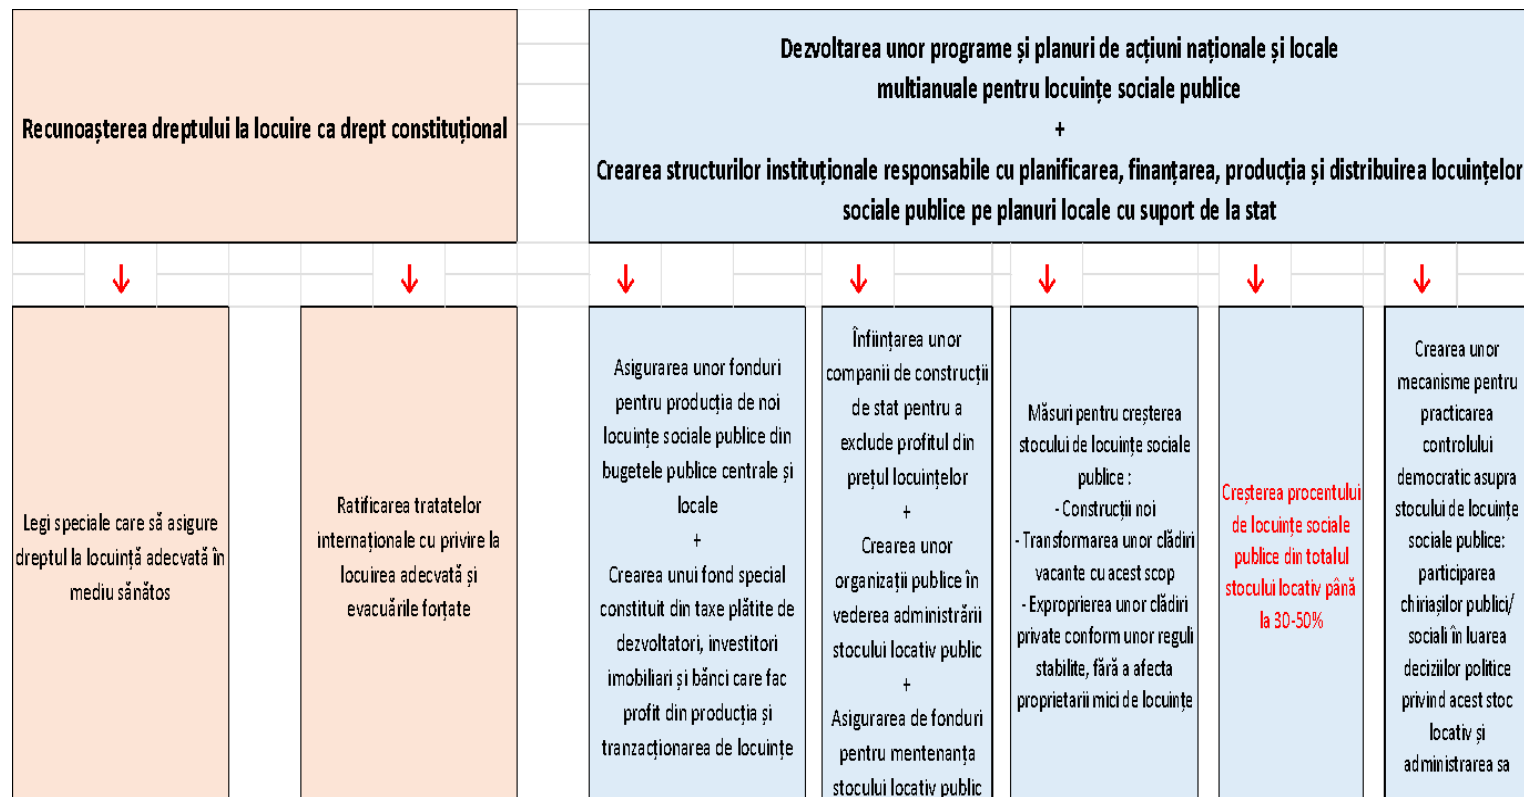 Recunoașterea dreptului la locuire ca drept constituțional
Dezvoltarea unor programe și planuri de acțiuni naționale și locale
multianuale pentru locuințe sociale publice
+
Crearea structurilor instituționale responsabile cu planificarea, finanțarea, producția și distribuirea locuințelor
sociale publice pe planuri locale cu suport de la stat
Legi speciale care să asigure
dreptul la locuință adecvată în
mediu sănătos
Ratificarea tratatelor
internaționale cu privire la
locuirea adecvată și
evacuările forțate
Asigurarea unor fonduri
pentru producția de noi
locuințe sociale publice din
bugetele publice centrale și
locale
+
Crearea unui fond special
constituit din taxe plătite de
dezvoltatori, investitori
imobiliari și bănci care fac
profit din producția și
tranzacționarea de locuințe
Înființarea unor
companii de construcții
de stat pentru a
exclude profitul din
prețul locuințelor
+
Crearea unor
organizații publice în
vederea administrării
stocului locativ public
+
Asigurarea de fonduri
pentru mentenanța
stocului locativ public
Măsuri pentru creșterea
stocului de locuințe sociale
publice :
- Construcții noi
- Transformarea unor clădiri
vacante cu acest scop
- Exproprierea unor clădiri
private conform unor reguli
stabilite, fără a afecta
proprietarii mici de locuințe
Creșterea procentului
de locuințe sociale
publice din totalul
stocului locativ până
la 30-50%
Crearea unor
mecanisme pentru
practicarea
controlului
democratic asupra
stocului de locuințe
sociale publice:
participarea
chiriașilor publici/
sociali în luarea
deciziilor politice
privind acest stoc
locativ și
administrarea sa